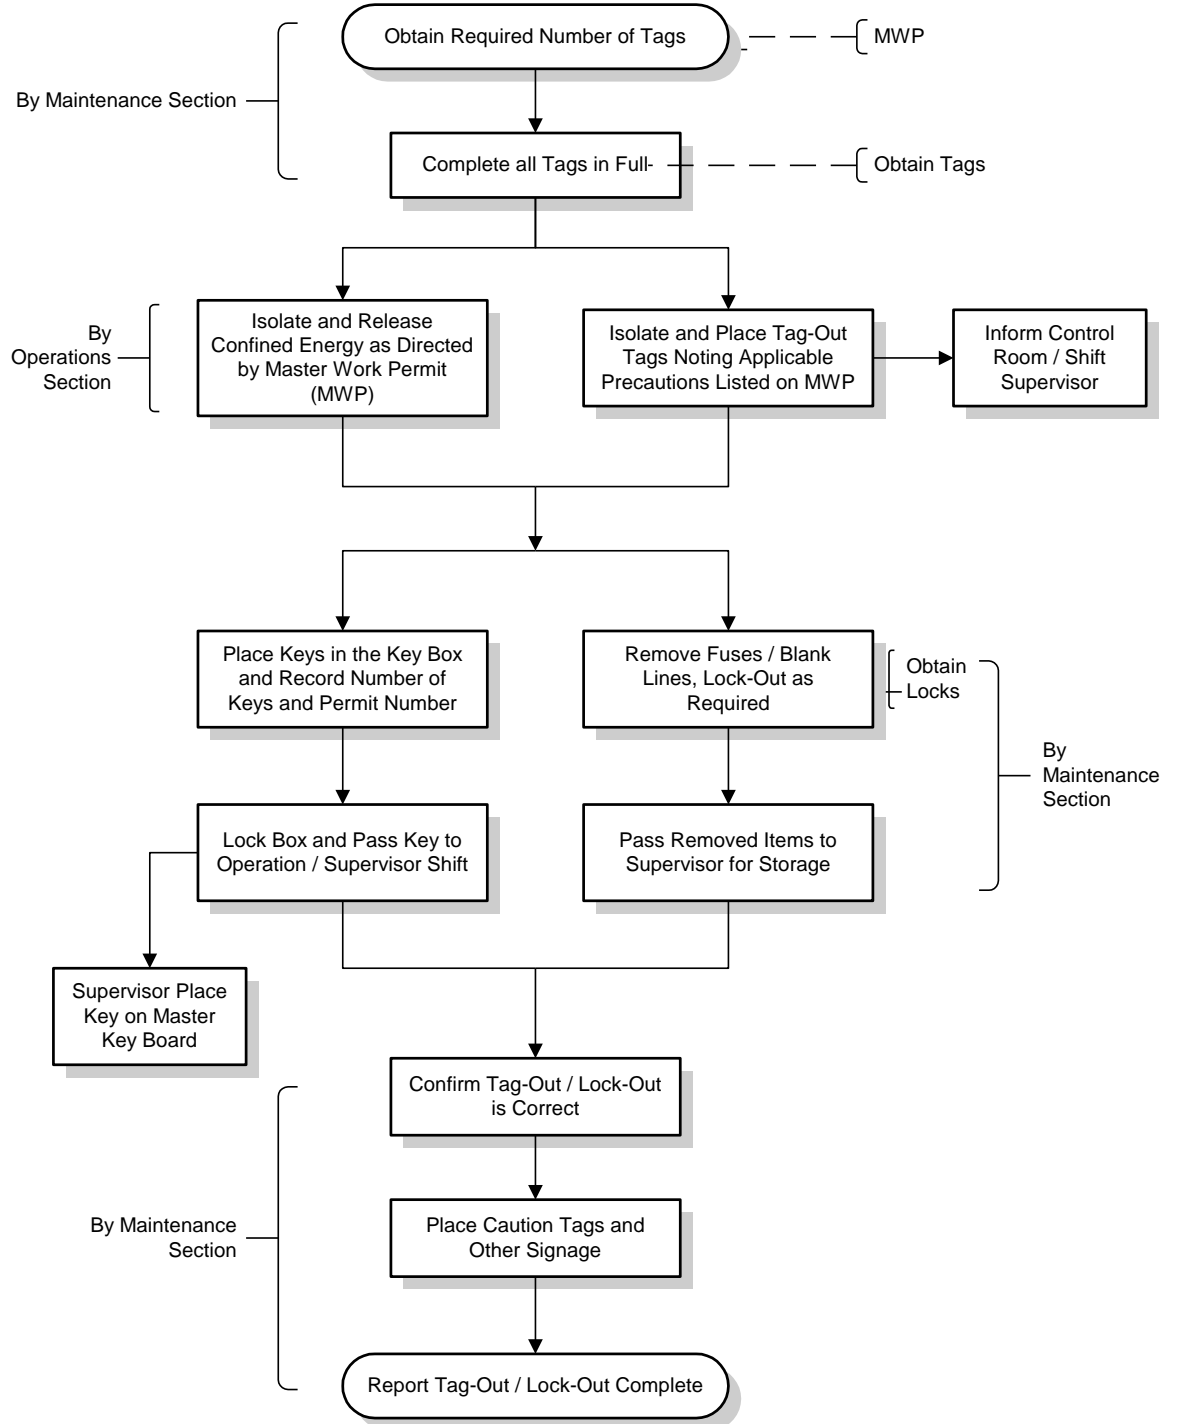 Obtain Required Number of Tags
MWP
By Maintenance Section
Complete all Tags in Full-
Obtain Tags
By
Operations
Section
Isolate and Release
Confined Energy as Directed
by Master Work Permit
(MWP)
Isolate and Place Tag-Out
Tags Noting Applicable
Precautions Listed on MWP
Inform Control
Room / Shift
Supervisor
Place Keys in the Key Box
and Record Number of
Keys and Permit Number
Remove Fuses / Blank
Lines, Lock-Out as
Required
Obtain
Locks
By
Maintenance
Section
Lock Box and Pass Key to
Operation / Supervisor Shift
Pass Removed Items to
Supervisor for Storage
Supervisor Place
Key on Master
Key Board
Confirm Tag-Out / Lock-Out
is Correct
By Maintenance
Section
Place Caution Tags and
Other Signage
Report Tag-Out / Lock-Out Complete